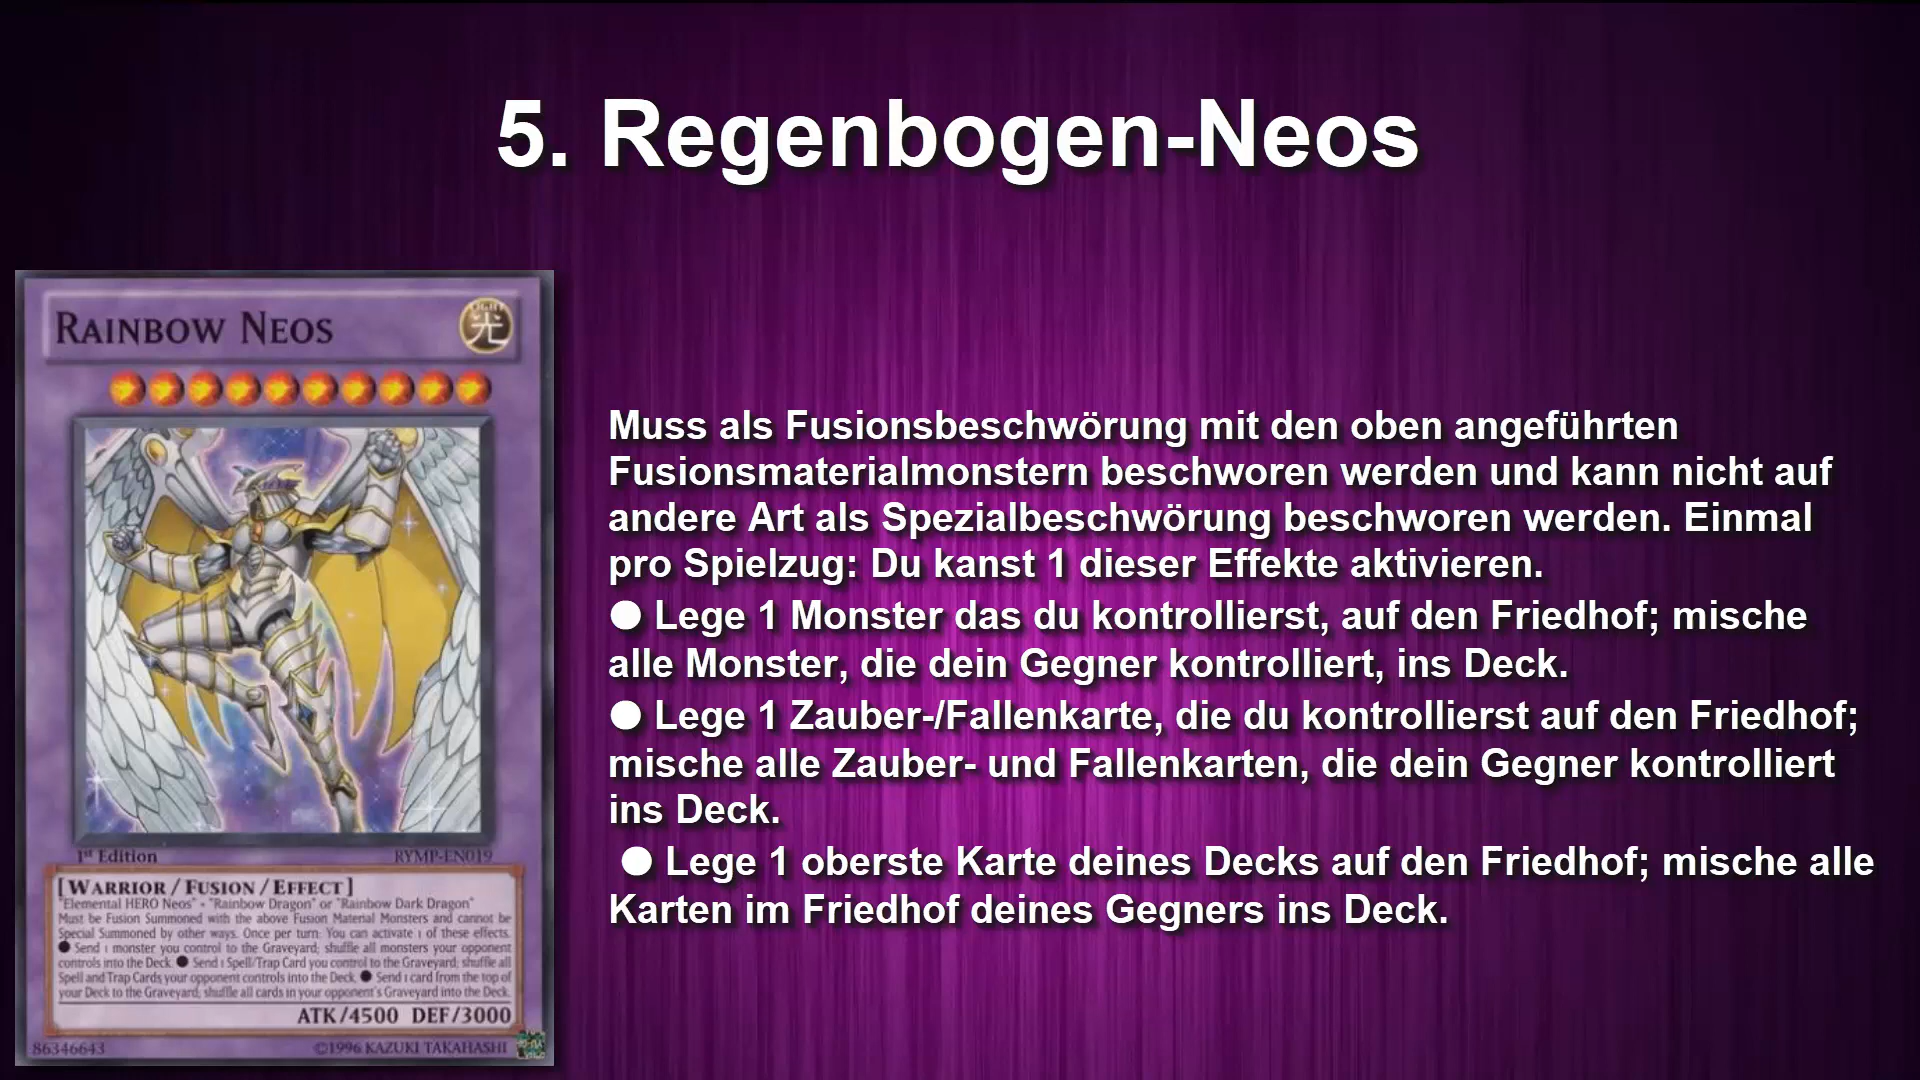 5. Regenbogen-Neos
RAINBOW NEOS
光
1st Edition
RYMP-EN019
[WARRIOR / FUSION / EFFECT]
"Elemental HERO Neos" + "Rainbow Dragon" or "Rainbow Dark Dragon"
Must be Fusion Summoned with the above Fusion Material Monsters and cannot be
Special Summoned by other ways. Once per turn: You can activate 1 of these effects.
● Send 1 monster you control to the Graveyard; shuffle all monsters your opponent
controls into the Deck. ● Send 1 Spell/Trap Card you control to the Graveyard; shuffle all
Spell and Trap Cards your opponent controls into the Deck. ● Send 1 card from the top of
your Deck to the Graveyard; shuffle all cards in your opponent's Graveyard into the Deck.
ATK/4500 DEF/3000
86346643
©1996 KAZUKI TAKAHASHI
Muss als Fusionsbeschwörung mit den oben angeführten
Fusionsmaterialmonstern beschworen werden und kann nicht auf
andere Art als Spezialbeschwörung beschworen werden. Einmal
pro Spielzug: Du kanst 1 dieser Effekte aktivieren.
● Lege 1 Monster das du kontrollierst, auf den Friedhof; mische
alle Monster, die dein Gegner kontrolliert, ins Deck.
● Lege 1 Zauber-/Fallenkarte, die du kontrollierst auf den Friedhof;
mische alle Zauber- und Fallenkarten, die dein Gegner kontrolliert
ins Deck.
● Lege 1 oberste Karte deines Decks auf den Friedhof; mische alle
Karten im Friedhof deines Gegners ins Deck.